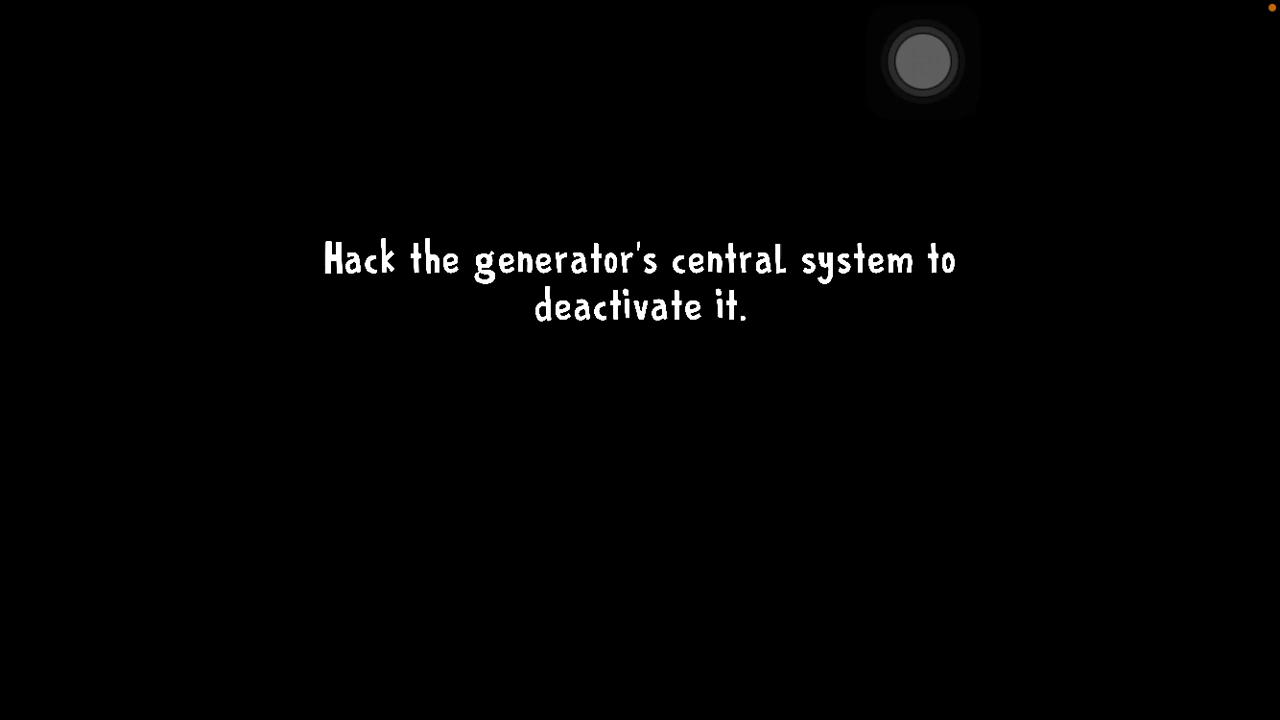 Hack the generator's central system to
deactivate it.